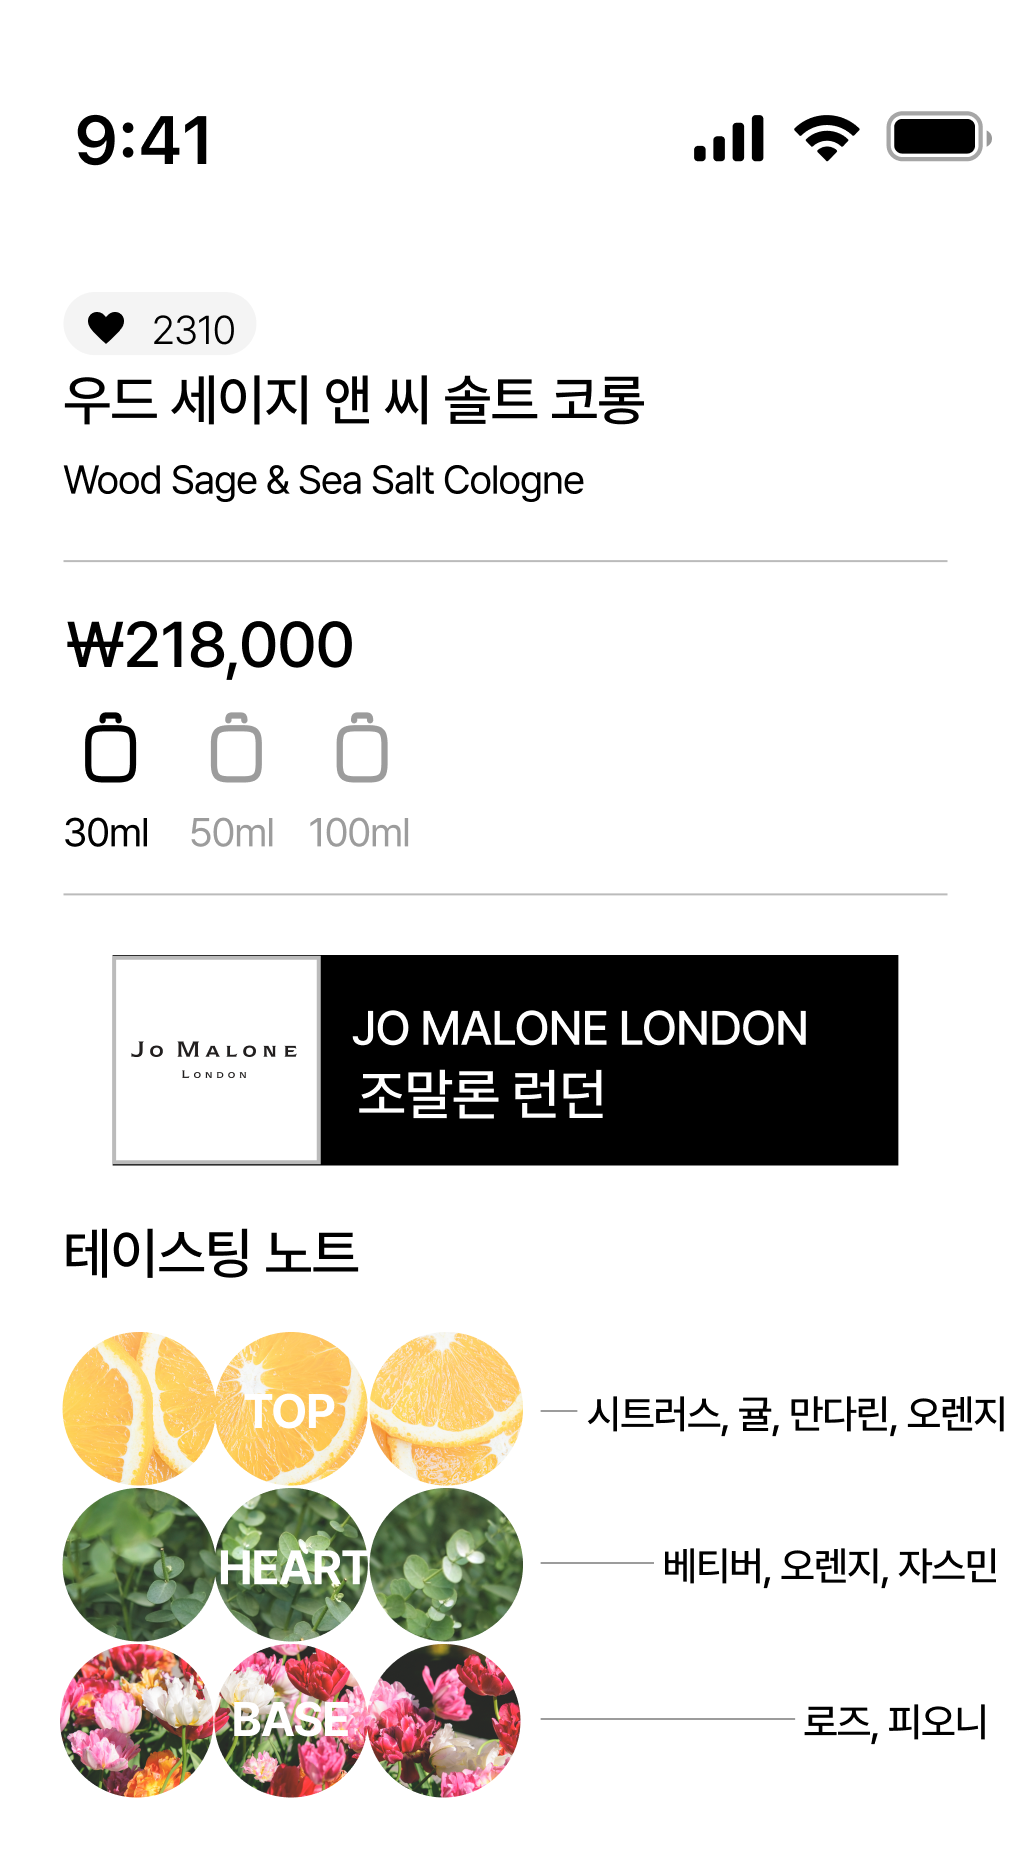 9:41
2310
우드 세이지 앤 씨 솔트 코롱
Wood Sage & Sea Salt Cologne
₩218,000
30ml 50ml 100ml
JO MALONE
LONDON
JO MALONE LONDON
조말론 런던
테이스팅 노트
TOP
시트러스, 귤, 만다린, 오렌지
HEART
베티버, 오렌지, 자스민
BASE
로즈, 피오니